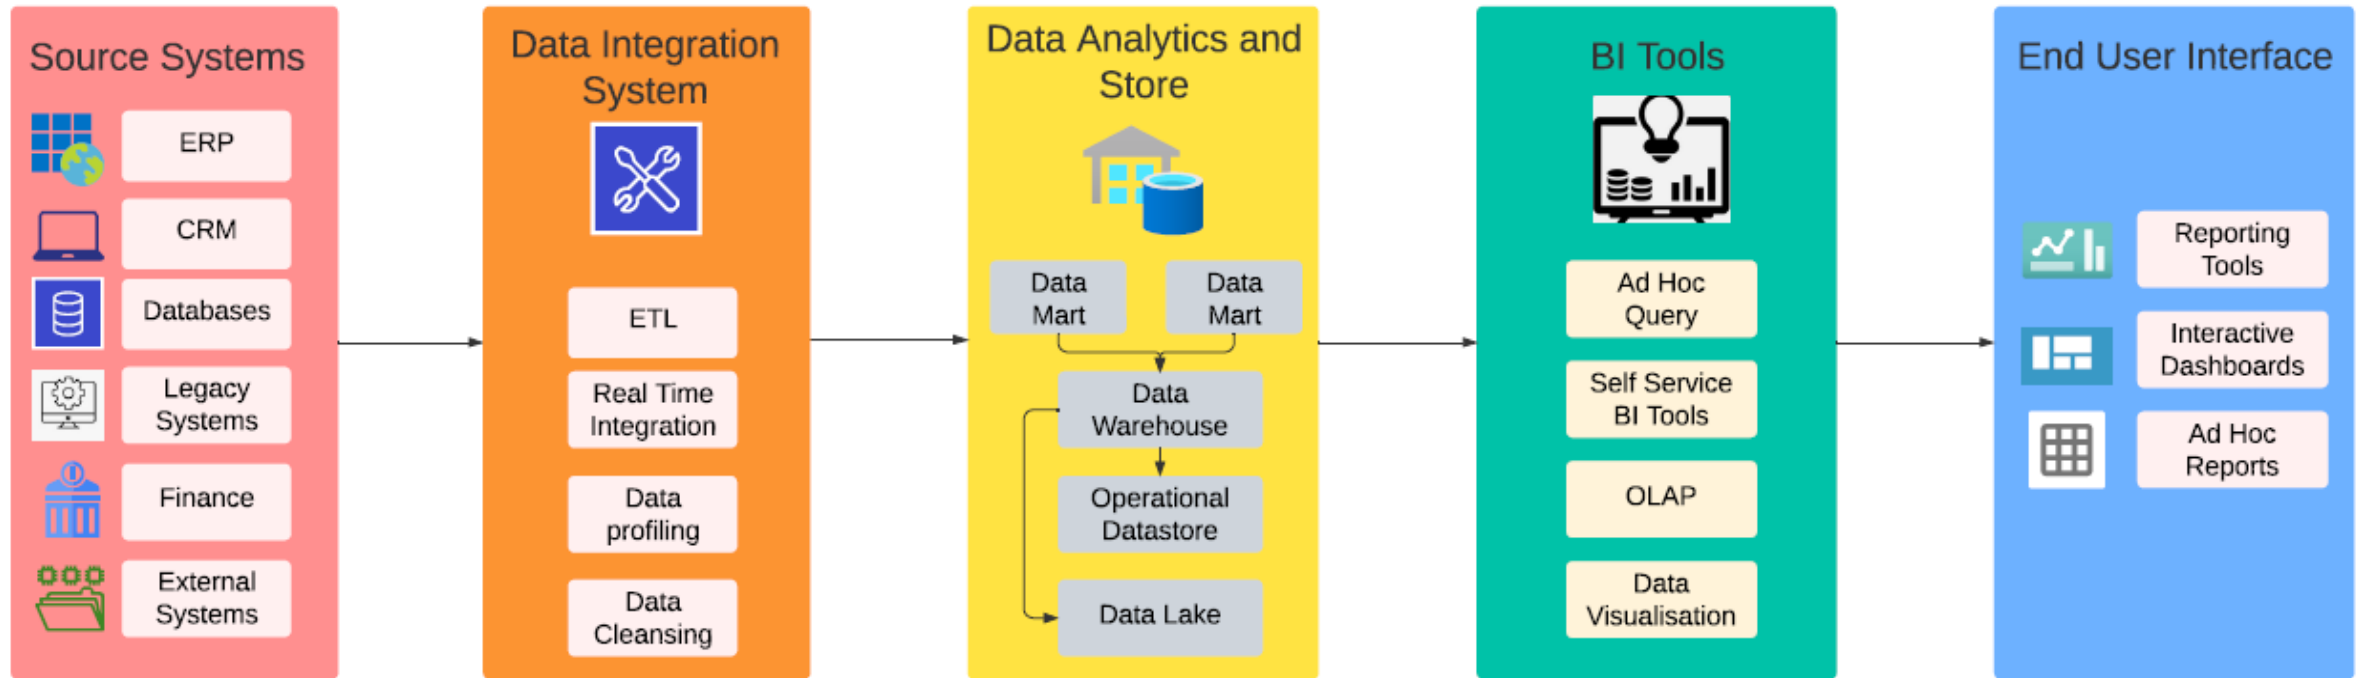 Source Systems
ERP
CRM
Databases
Legacy
Systems
Finance
External
Systems
Data Integration
System
ETL
Real Time
Integration
Data
profiling
Data
Cleansing
Data Analytics and
Store
Data
Mart
Data
Mart
Data
Warehouse
Operational
Datastore
Data Lake
BI Tools
Ad Hoc
Query
Self Service
BI Tools
OLAP
Data
Visualisation
End User Interface
Reporting
Tools
Interactive
Dashboards
Ad Hoc
Reports